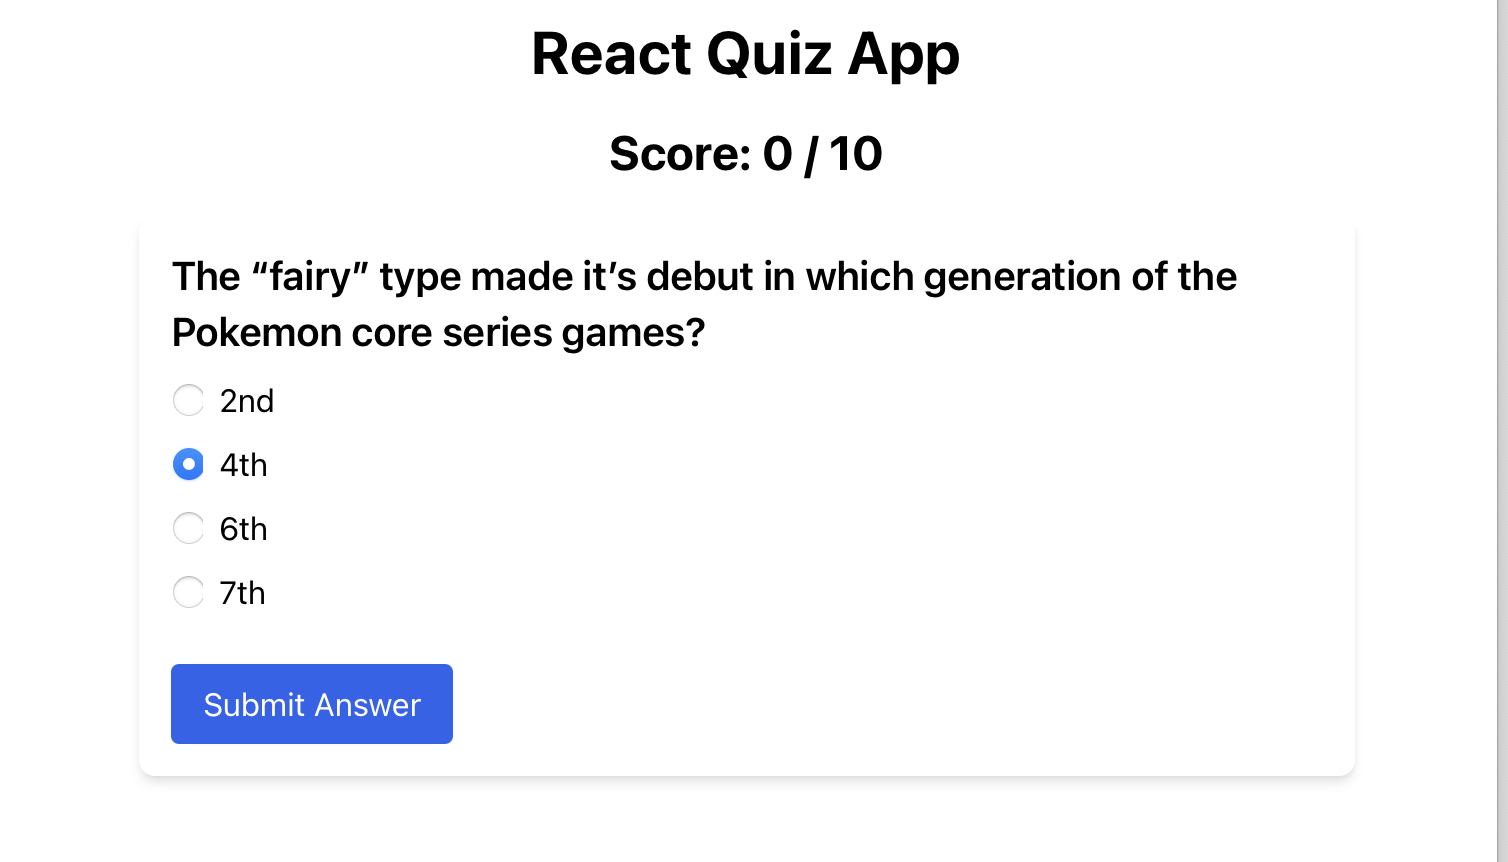 React Quiz App
Score: 0 / 10
The “fairy” type made it’s debut in which generation of the
Pokemon core series games?
2nd
4th
6th
7th
Submit Answer